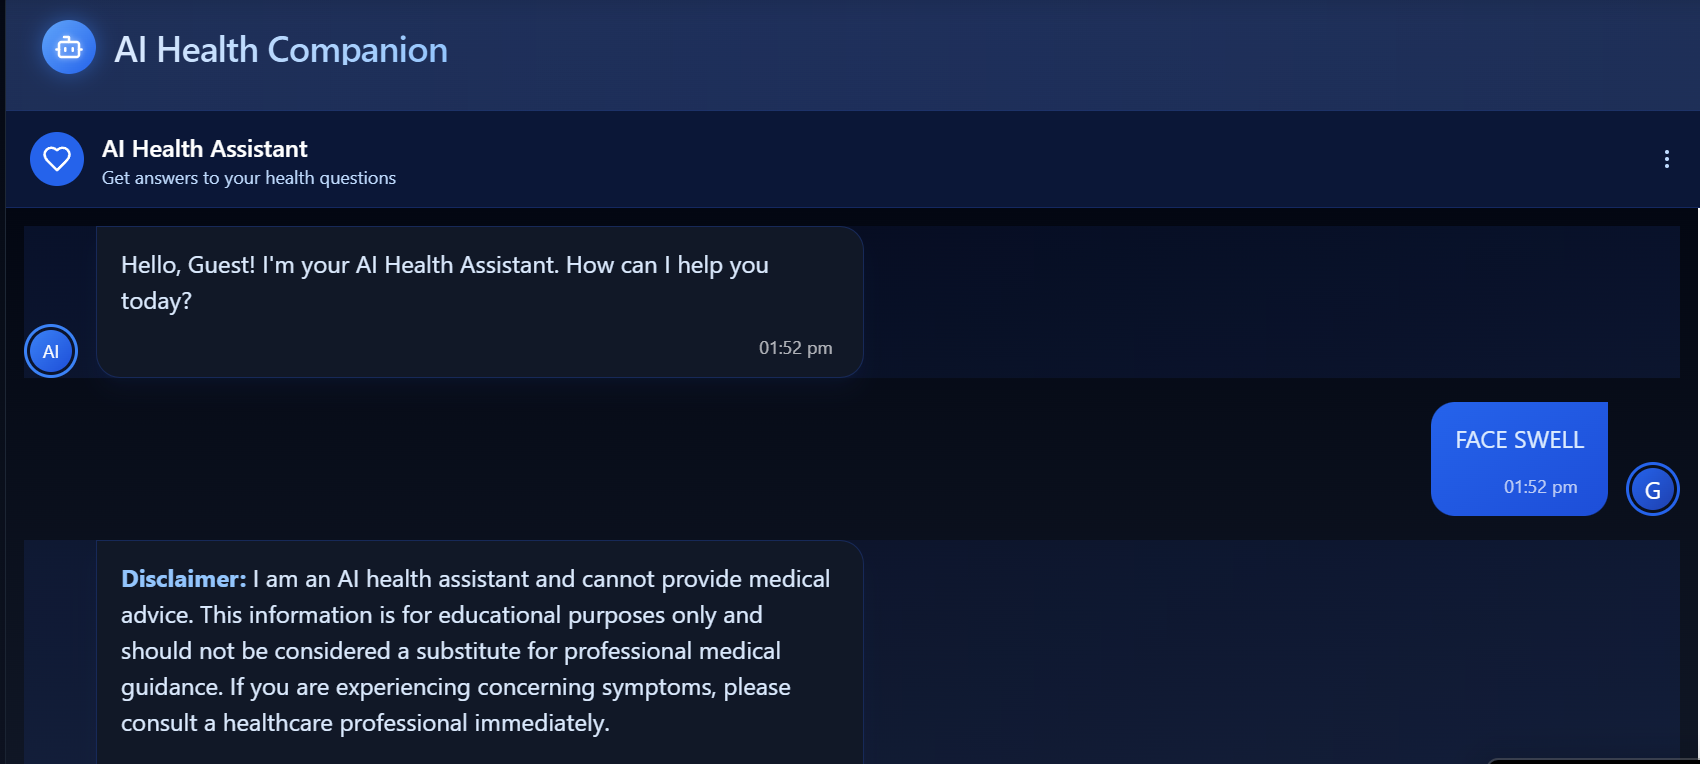 AI Health Companion
AI Health Assistant
Get answers to your health questions
Hello, Guest! I'm your AI Health Assistant. How can I help you
today?
01:52 pm
AI
FACE SWELL
01:52 pm
G
Disclaimer: I am an AI health assistant and cannot provide medical
advice. This information is for educational purposes only and
should not be considered a substitute for professional medical
guidance. If you are experiencing concerning symptoms, please
consult a healthcare professional immediately.